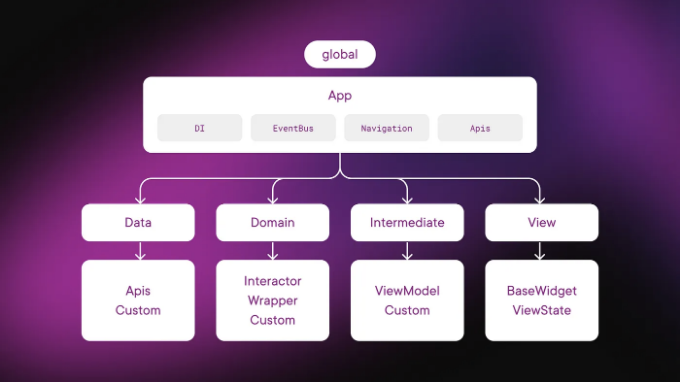 global
App
DI
EventBus
Navigation
Apis
Data
Domain
Intermediate
View
Apis
Custom
Interactor
Wrapper
Custom
ViewModel
Custom
BaseWidget
ViewState